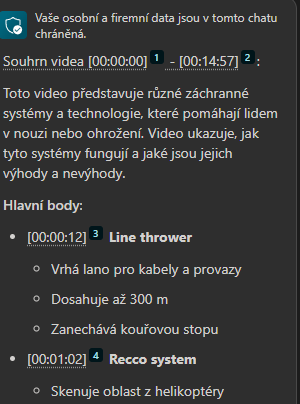 Vaše osobní a firemní data jsou v tomto chatu
chráněná.
Souhrn videa [00:00:00] 1 - [00:14:57] 2 :
Toto video představuje různé záchranné
systémy a technologie, které pomáhají lidem
v nouzi nebo ohrožení. Video ukazuje, jak
tyto systémy fungují a jaké jsou jejich
výhody a nevýhody.
Hlavní body:
• [00:00:12] 3 Line thrower
○ Vrhá lano pro kabely a provazy
○ Dosahuje až 300 m
○ Zanechává kouřovou stopu
• [00:01:02] 4 Recco system
○ Skenuje oblast z helikoptéry